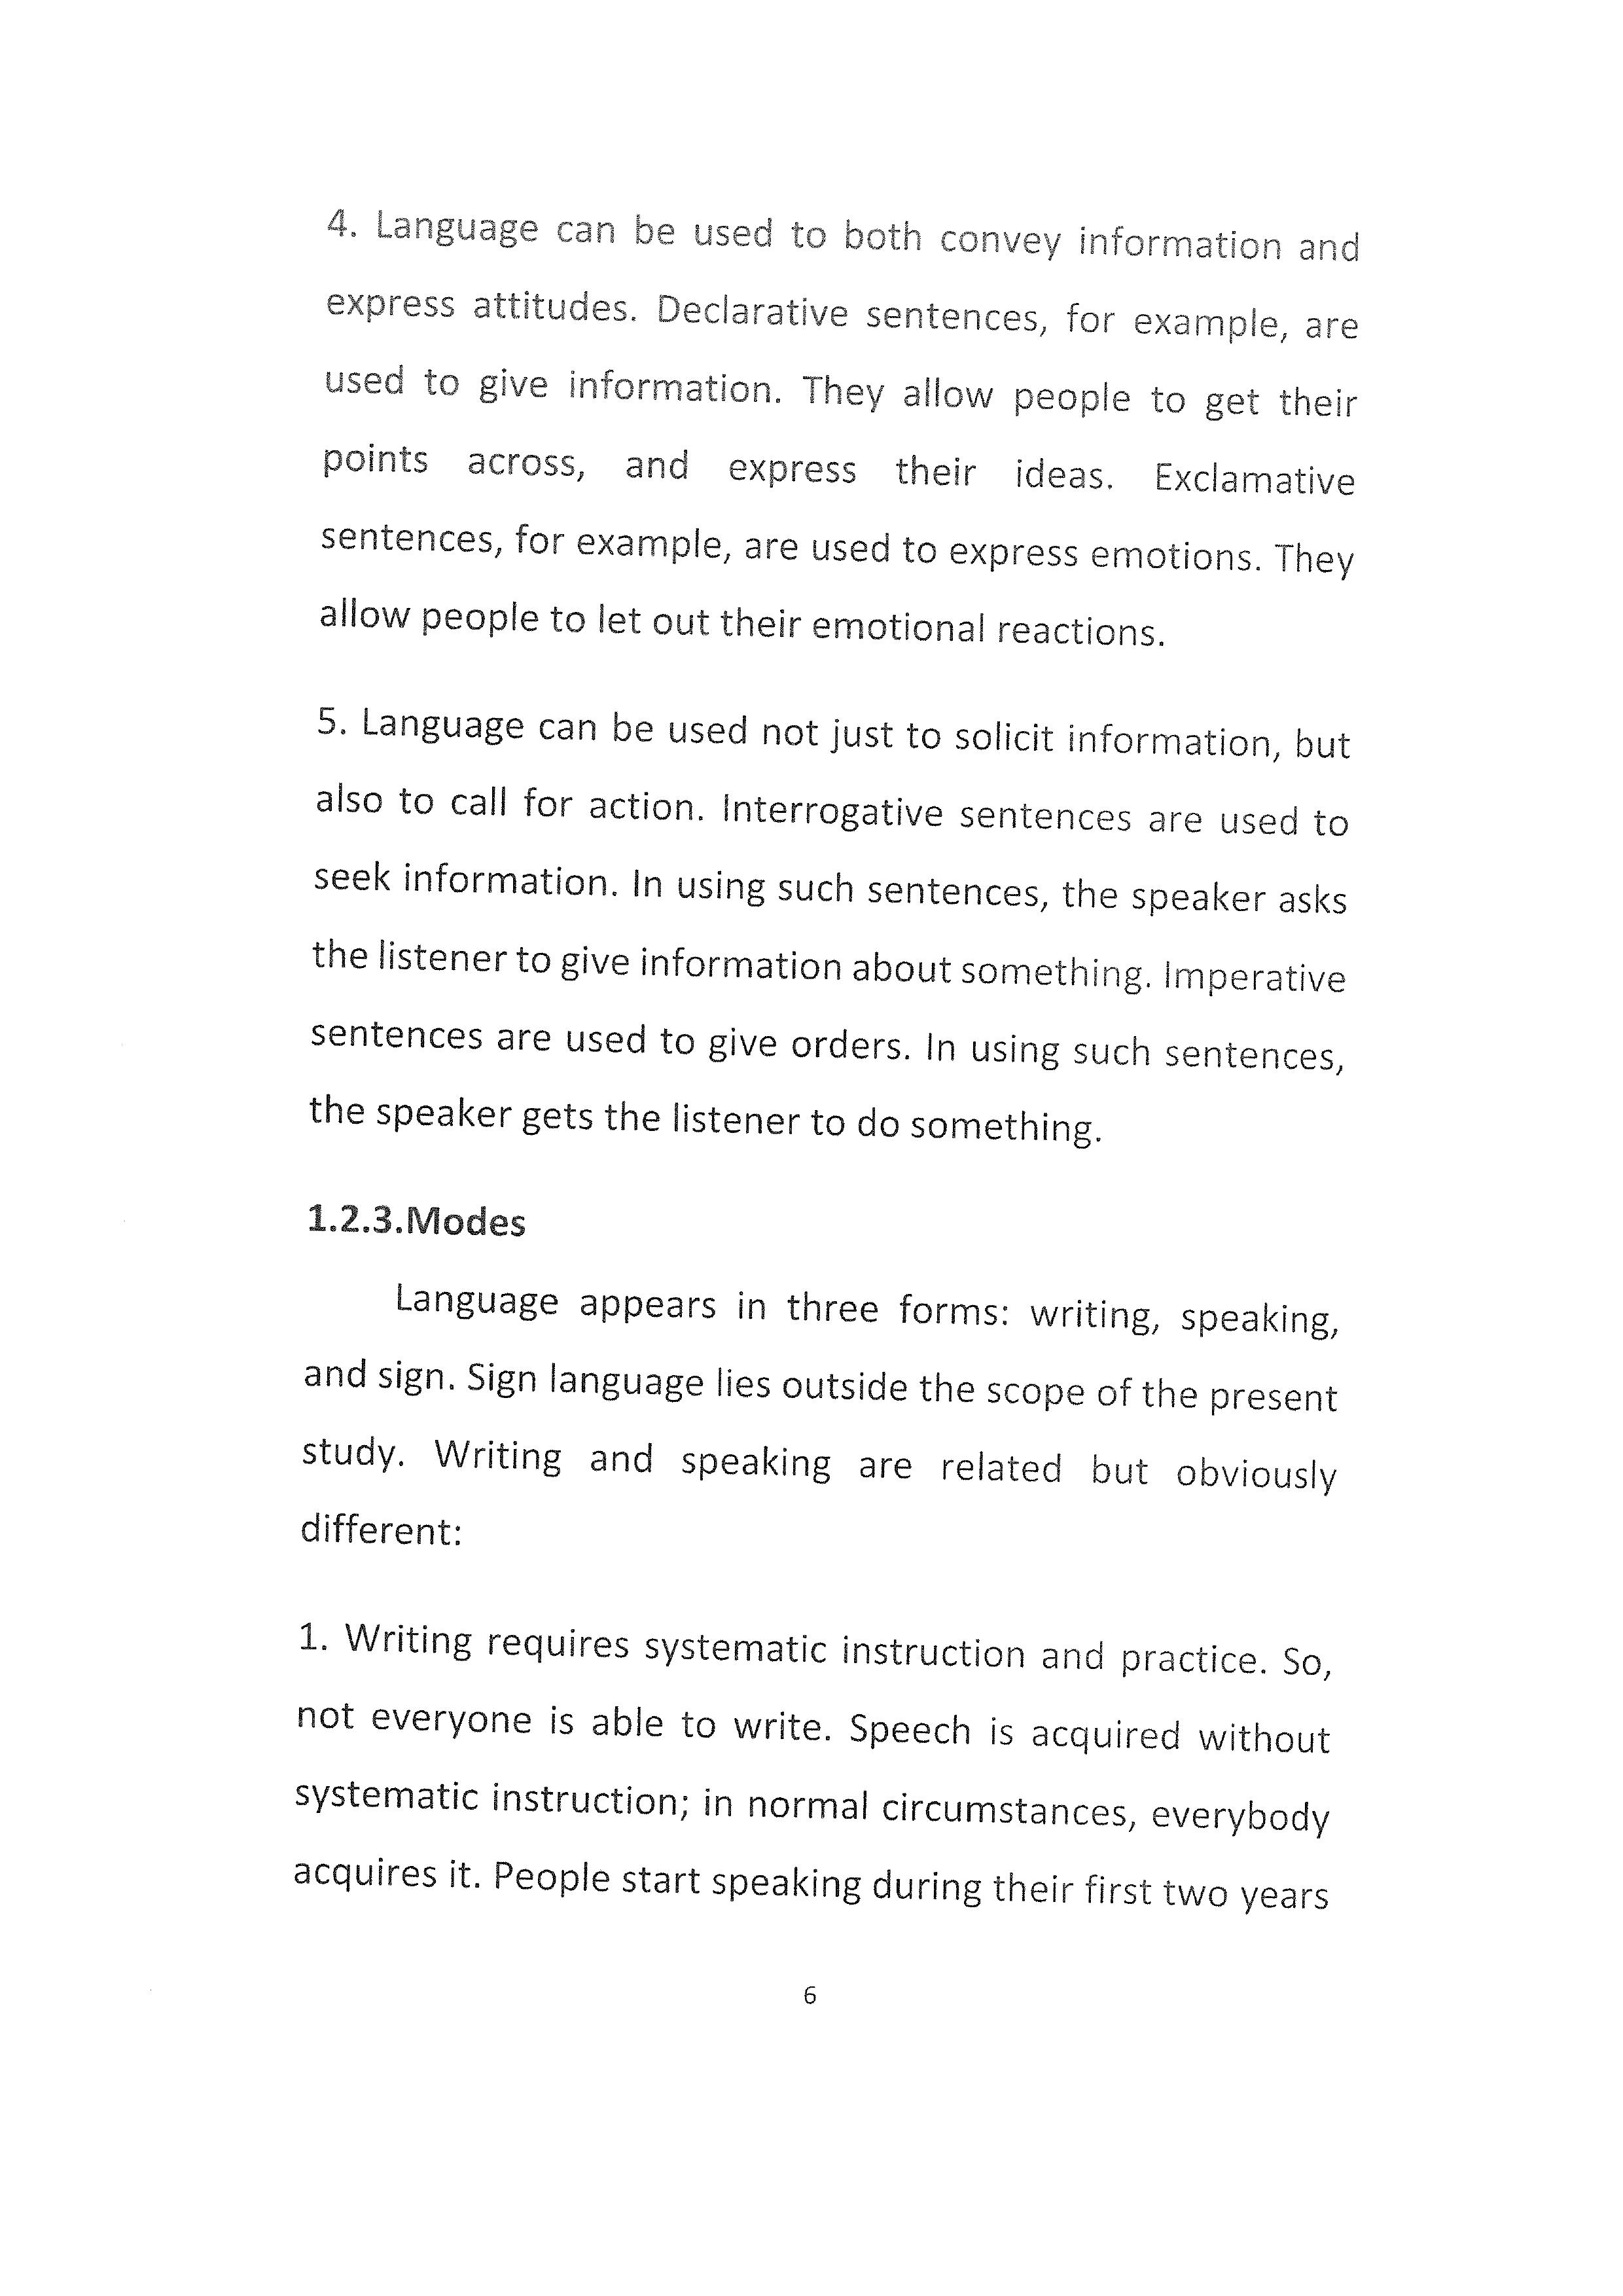 4. Language can be used to both convey information and
express attitudes. Declarative sentences, for example, are
used to give information. They allow people to get their
points across, and express their ideas. Exclamative
sentences, for example, are used to express emotions. They
allow people to let out their emotional reactions.
5. Language can be used not just to solicit information, but
also to call for action. Interrogative sentences are used to
seek information. In using such sentences, the speaker asks
the listener to give information about something. Imperative
sentences are used to give orders. In using such sentences,
the speaker gets the listener to do something.
1.2.3.Modes
Language appears in three forms: writing, speaking,
and sign. Sign language lies outside the scope of the present
study. Writing and speaking are related but obviously
different:
1. Writing requires systematic instruction and practice. So,
not everyone is able to write. Speech is acquired without
systematic instruction; in normal circumstances, everybody
acquires it. People start speaking during their first two years
6